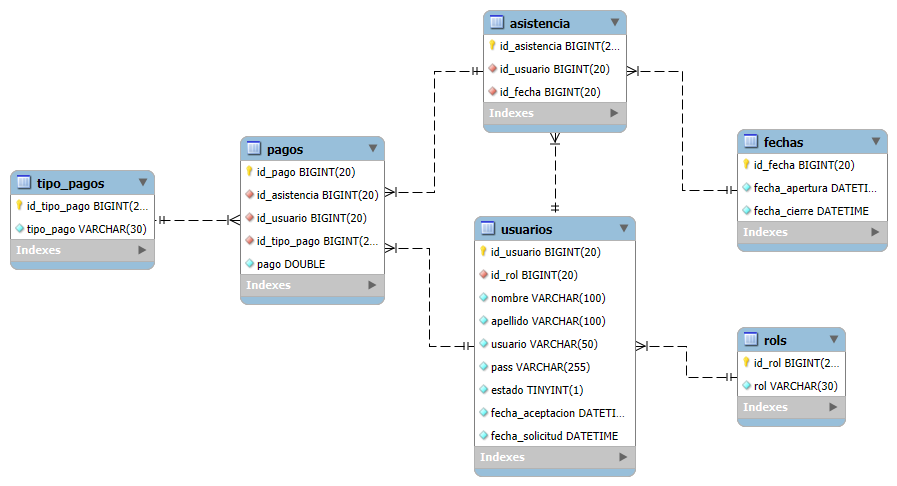 asistencia
id_asistencia BIGINT(2...
id_usuario BIGINT(20)
id_fecha BIGINT(20)
Indexes
fechas
id_fecha BIGINT(20)
fecha_apertura DATETI...
fecha_cierre DATETIME
Indexes
pagos
id_pago BIGINT(20)
id_asistencia BIGINT(20)
id_usuario BIGINT(20)
id_tipo_pago BIGINT(2...
pago DOUBLE
Indexes
tipo_pagos
id_tipo_pago BIGINT(2...
tipo_pago VARCHAR(30)
Indexes
usuarios
id_usuario BIGINT(20)
id_rol BIGINT(20)
nombre VARCHAR(100)
apellido VARCHAR(100)
usuario VARCHAR(50)
pass VARCHAR(255)
estado TINYINT(1)
fecha_aceptacion DATETI...
fecha_solicitud DATETIME
Indexes
rols
id_rol BIGINT(2...
rol VARCHAR(30)
Indexes